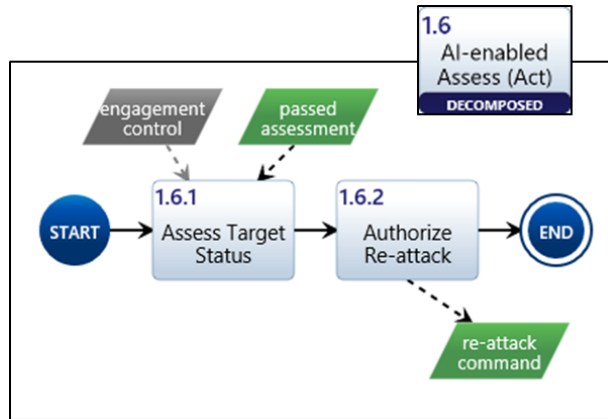 1.6
AI-enabled
Assess (Act)
DECOMPOSED
engagement
control
passed
assessment
START
1.6.1
Assess Target
Status
1.6.2
Authorize
Re-attack
END
re-attack
command